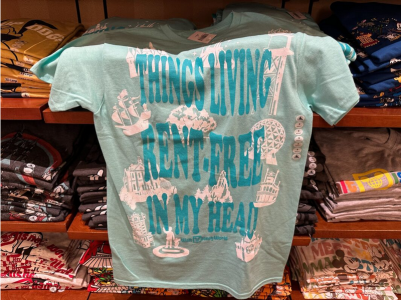 THINGS LIVING
RENT-FREE
IN MY HEAD